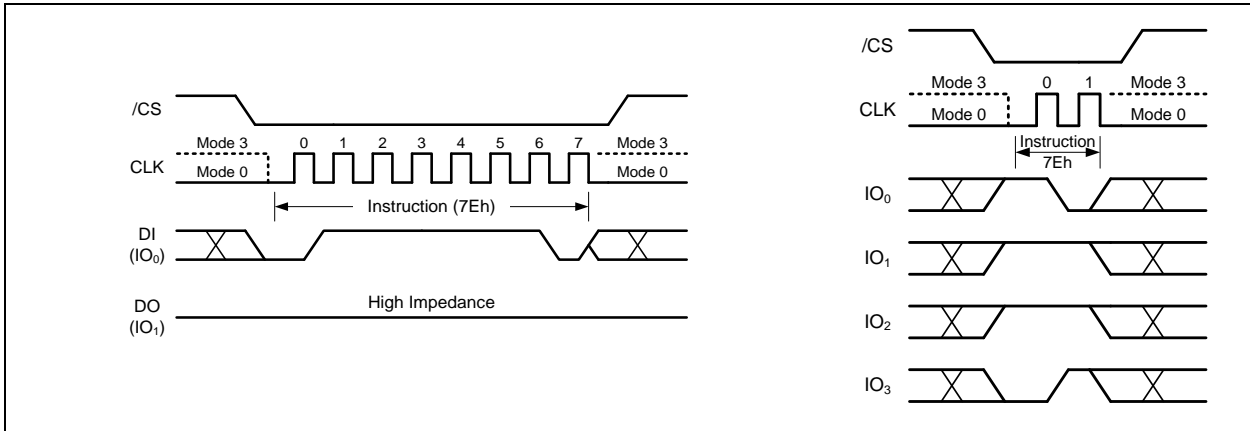 /CS
Mode 3 0 1 2 3 4 5 6 7 Mode 3
CLK
Mode 0 Mode 0
Instruction (7Eh)
DI
(IO₀)
High Impedance
DO
(IO₁)
/CS
Mode 3 0 1 Mode 3
CLK
Mode 0 Mode 0
Instruction
7Eh
IO₀
IO₁
IO₂
IO₃